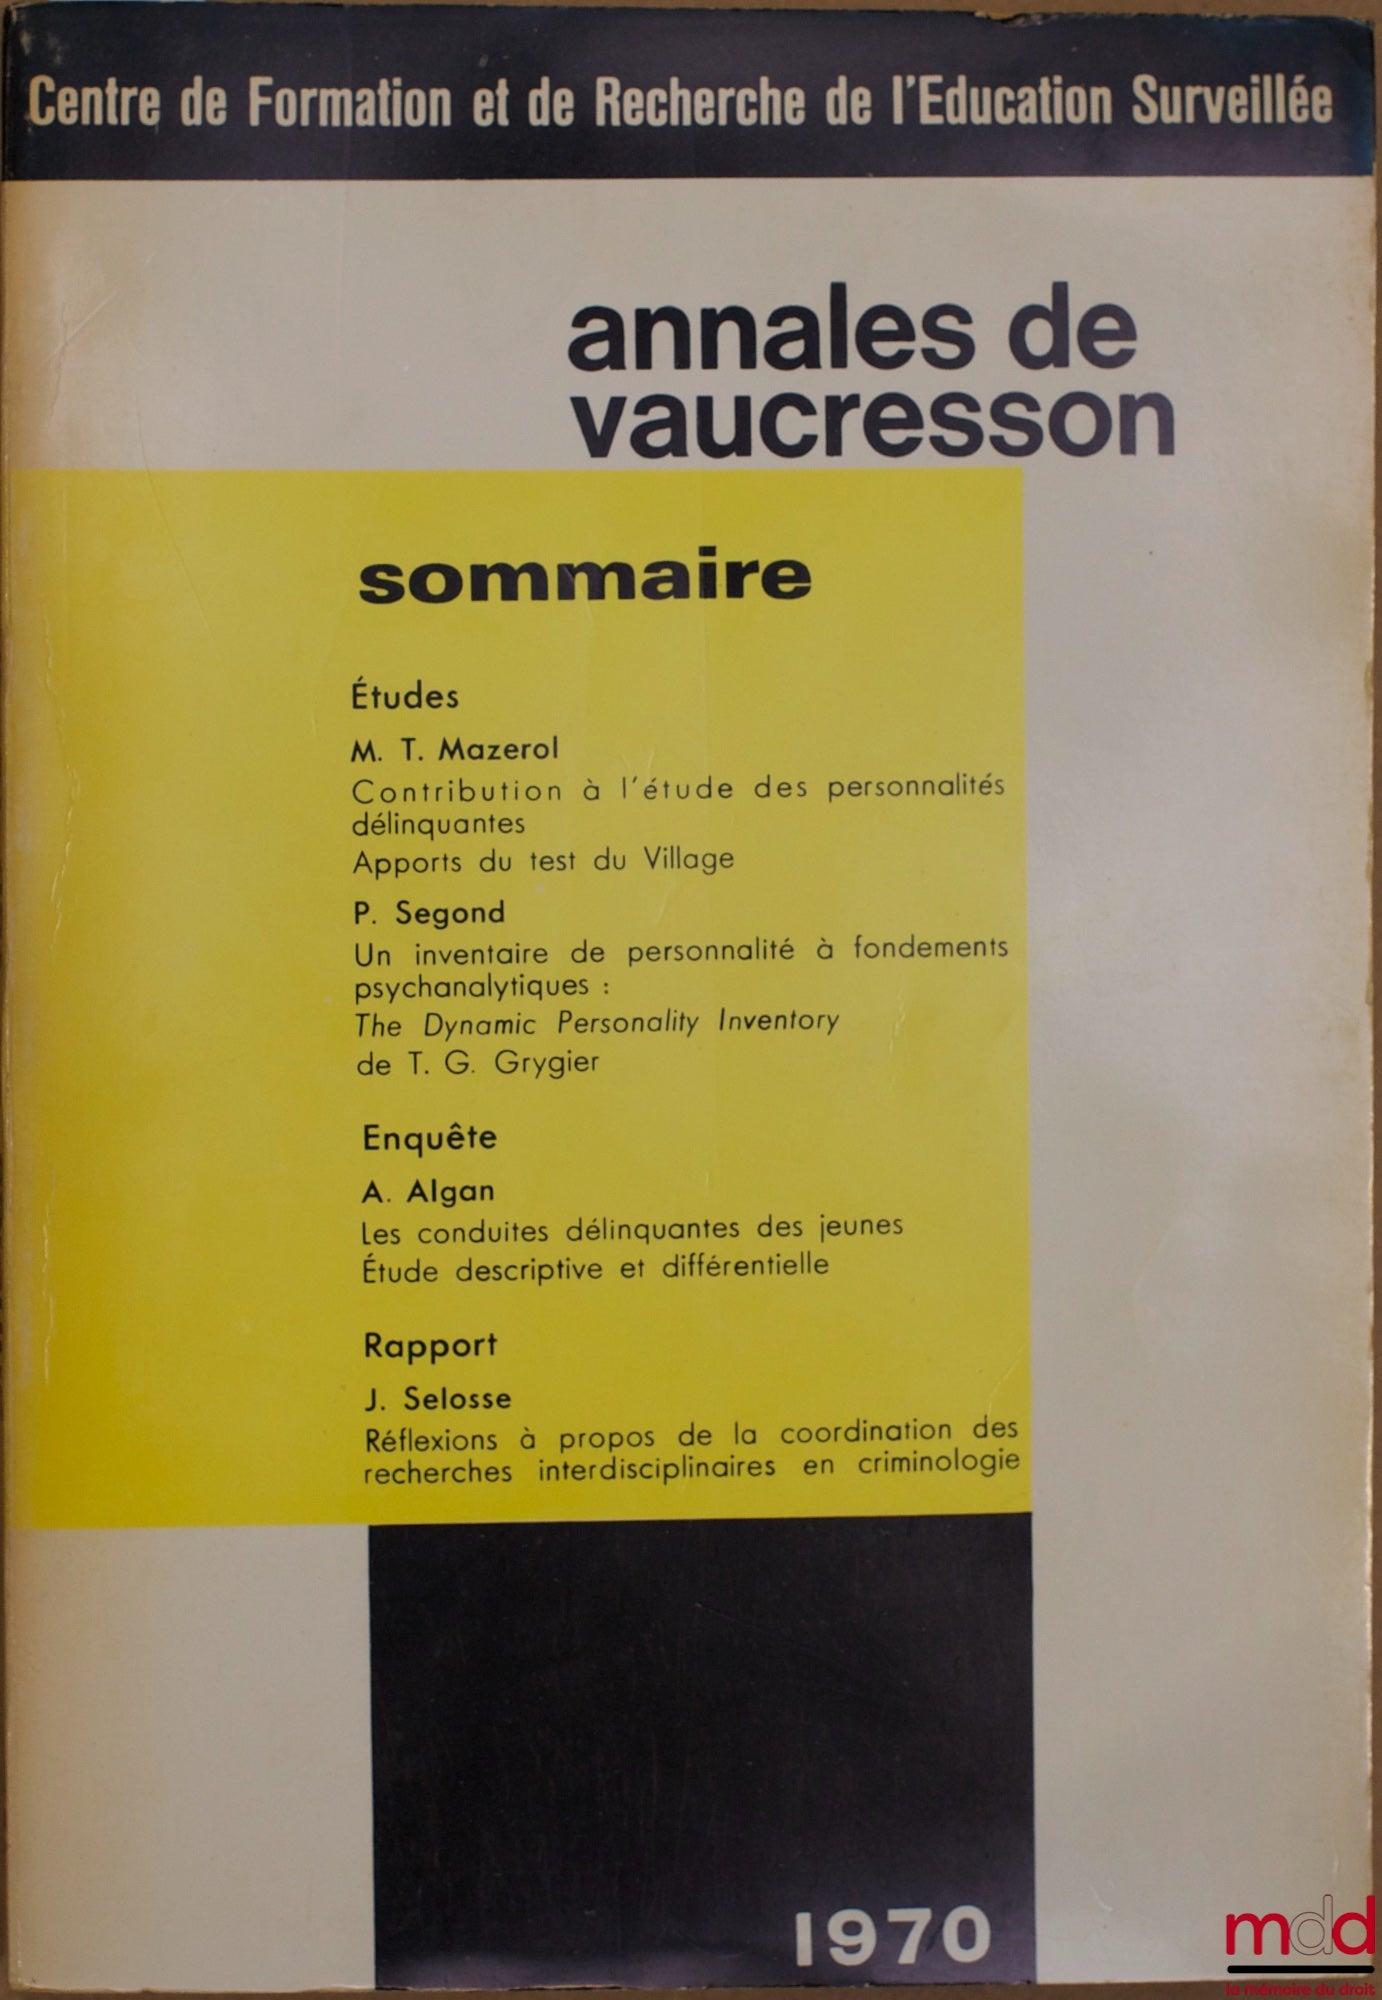 Centre de Formation et de Recherche de l'Education Surveillée
annales de
vaucresson
sommaire
Études
M. T. Mazerol
Contribution à l'étude des personnalités
délinquantes
Apports du test du Village
P. Segond
Un inventaire de personnalité à fondements
psychanalytiques :
The Dynamic Personality Inventory
de T. G. Grygier
Enquête
A. Algan
Les conduites délinquantes des jeunes
Étude descriptive et différentielle
Rapport
J. Selosse
Réflexions à propos de la coordination des
recherches interdisciplinaires en criminologie
1970
mdd
la mémoire du droit